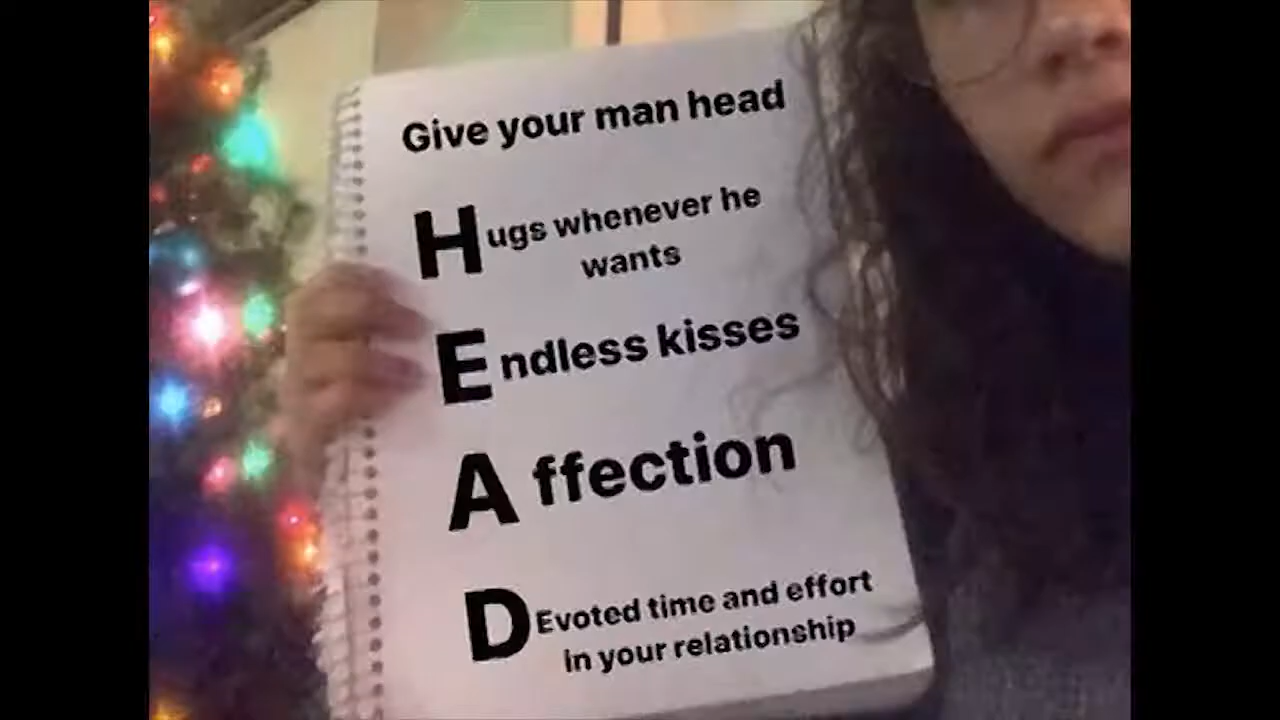 Give your man head
Hugs whenever he
wants
Endless kisses
Affection
DEvoted time and effort
in your relationship